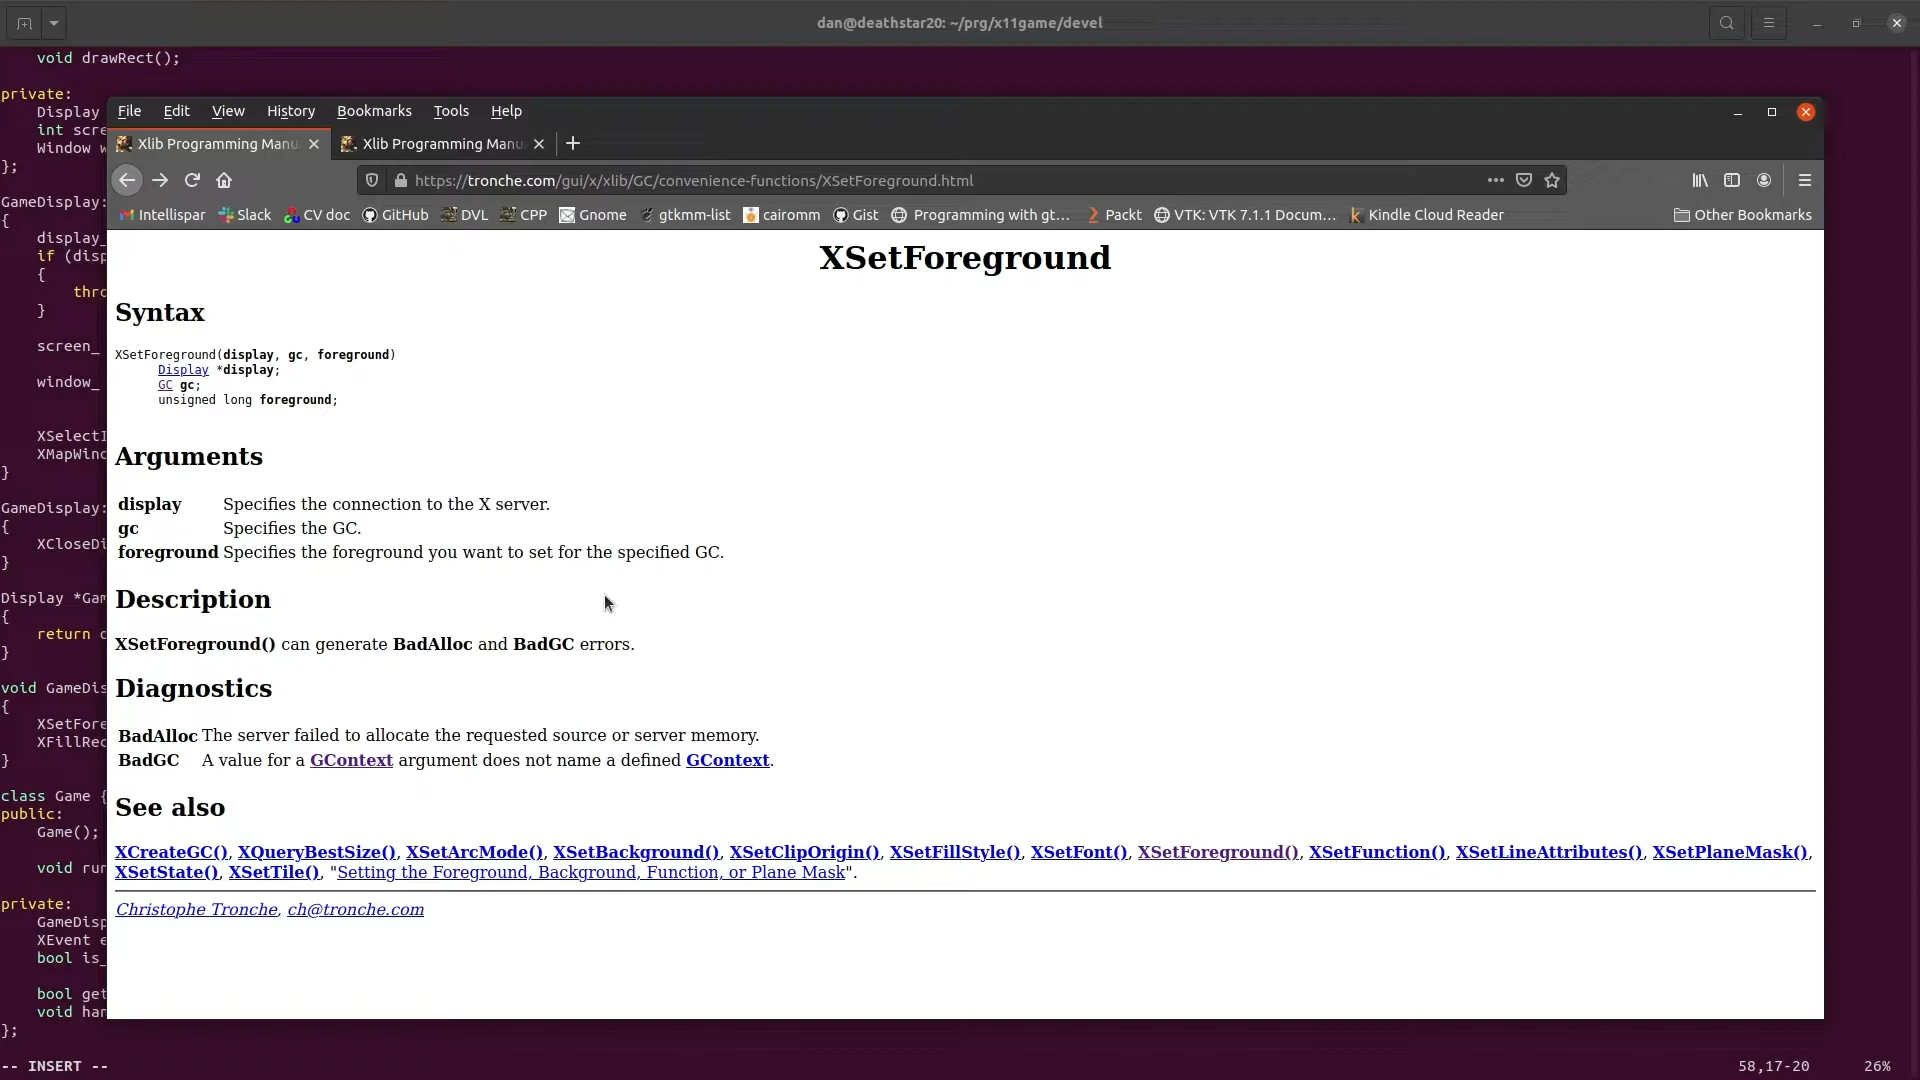 dan@deathstar20: ~/prg/x11game/devel
void drawRect();
private:
Display
int scre
Window w
};
GameDisplay:
{
display_
if (disp
{
thro
}
screen_
window_
XSelectI
XMapWind
}
GameDisplay:
{
XCloseDi
}
Display *Gam
{
return d
}
void GameDis
{
XSetFore
XFillRec
}
class Game {
public:
Game();
void run
private:
GameDisp
XEvent e
bool is_
bool get
void han
};
-- INSERT --
58,17-20
26%
File Edit View History Bookmarks Tools Help
Xlib Programming Manu
Xlib Programming Manu
https://tronche.com/gui/x/xlib/GC/convenience-functions/XSetForeground.html
Intellispar Slack CV doc GitHub DVL CPP Gnome gtkmm-list cairomm Gist Programming with gt… Packt VTK: VTK 7.1.1 Docum… Kindle Cloud Reader Other Bookmarks
XSetForeground
Syntax
XSetForeground(display, gc, foreground)
Display *display;
GC gc;
unsigned long foreground;
Arguments
display Specifies the connection to the X server.
gc Specifies the GC.
foreground Specifies the foreground you want to set for the specified GC.
Description
XSetForeground() can generate BadAlloc and BadGC errors.
Diagnostics
BadAlloc The server failed to allocate the requested source or server memory.
BadGC A value for a GContext argument does not name a defined GContext.
See also
XCreateGC(), XQueryBestSize(), XSetArcMode(), XSetBackground(), XSetClipOrigin(), XSetFillStyle(), XSetFont(), XSetForeground(), XSetFunction(), XSetLineAttributes(), XSetPlaneMask(),
XSetState(), XSetTile(), "Setting the Foreground, Background, Function, or Plane Mask".
Christophe Tronche, ch@tronche.com